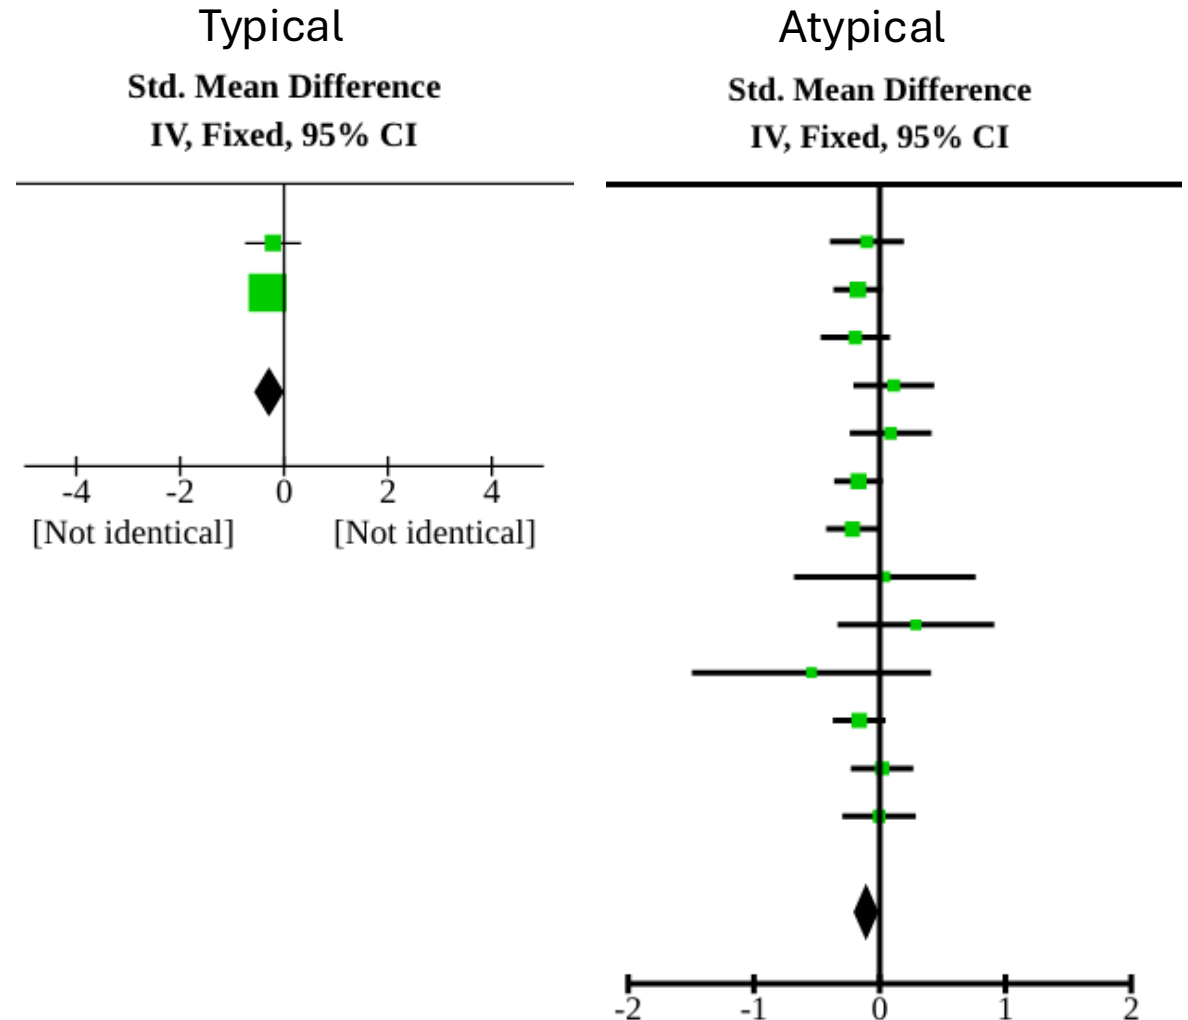 Typical
Std. Mean Difference
IV, Fixed, 95% CI
-4 -2 0 2 4
[Not identical] [Not identical]
Atypical
Std. Mean Difference
IV, Fixed, 95% CI
-2 -1 0 1 2